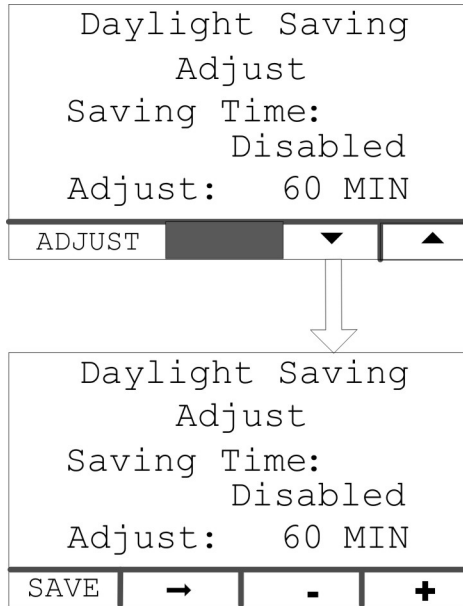 Daylight Saving
Adjust
Saving Time:
Disabled
Adjust: 60 MIN
ADJUST ▼ ▲
Daylight Saving
Adjust
Saving Time:
Disabled
Adjust: 60 MIN
SAVE → - +